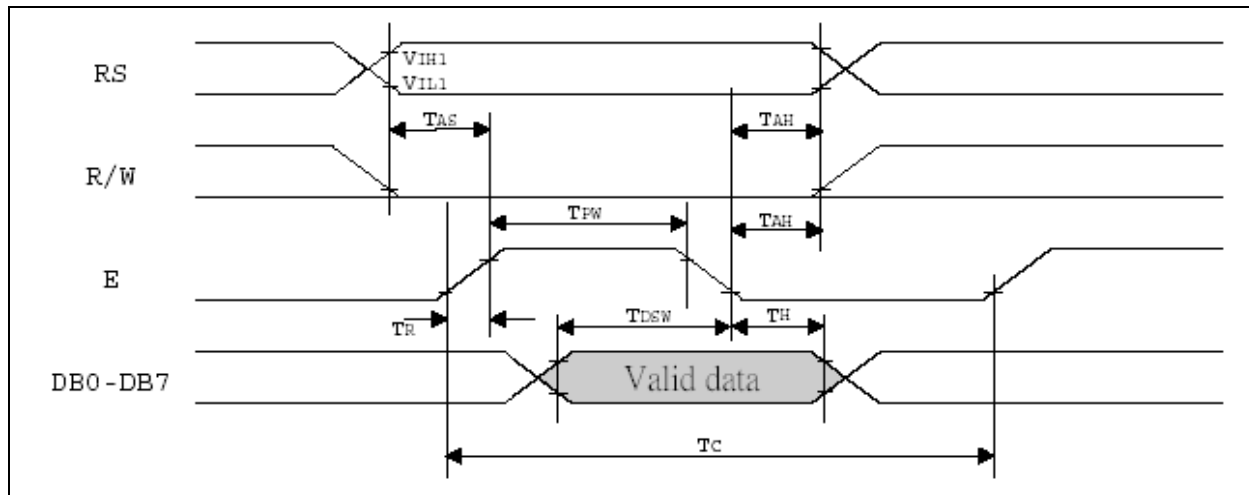 RS
VIH1
VIL1
TAS
TAH
R/W
TPW
TAH
E
TR
TDSW
TH
DB0-DB7
Valid data
TC